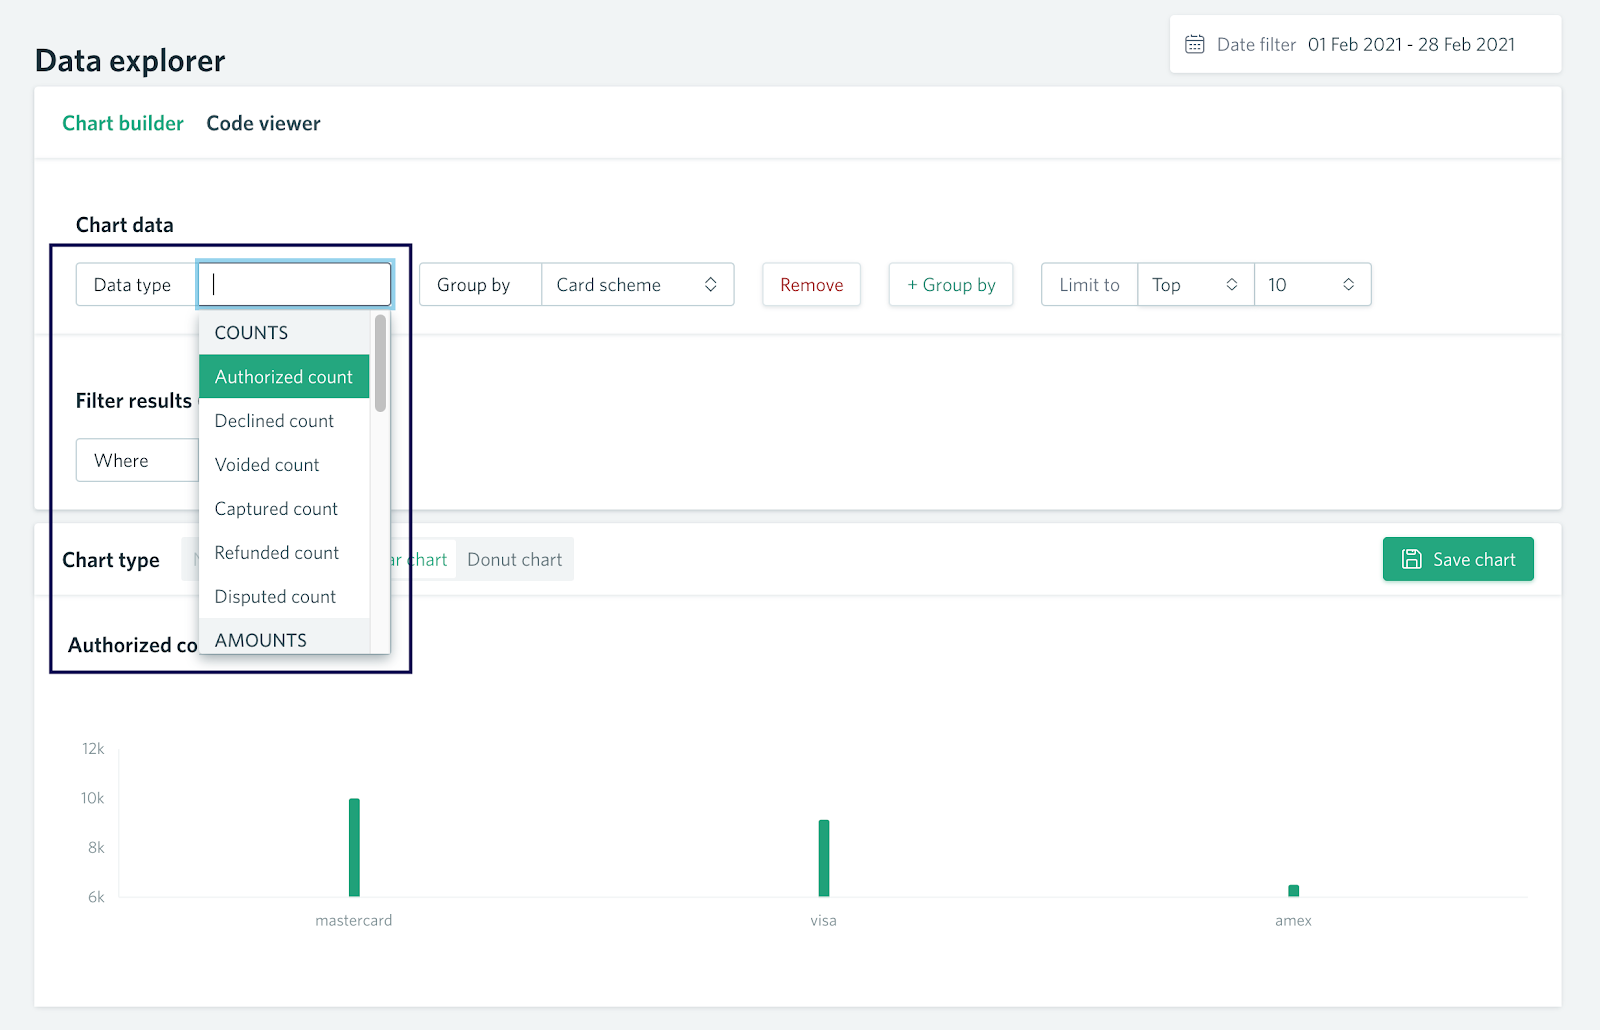 Data explorer
Date filter 01 Feb 2021 - 28 Feb 2021
Chart builder Code viewer
Chart data
Data type Group by Card scheme Remove + Group by Limit to Top 10
COUNTS
Authorized count
Declined count
Voided count
Captured count
Refunded count
Disputed count
AMOUNTS
Filter results
Where
Chart type chart Donut chart Save chart
Authorized
12k
10k
8k
6k
mastercard visa amex